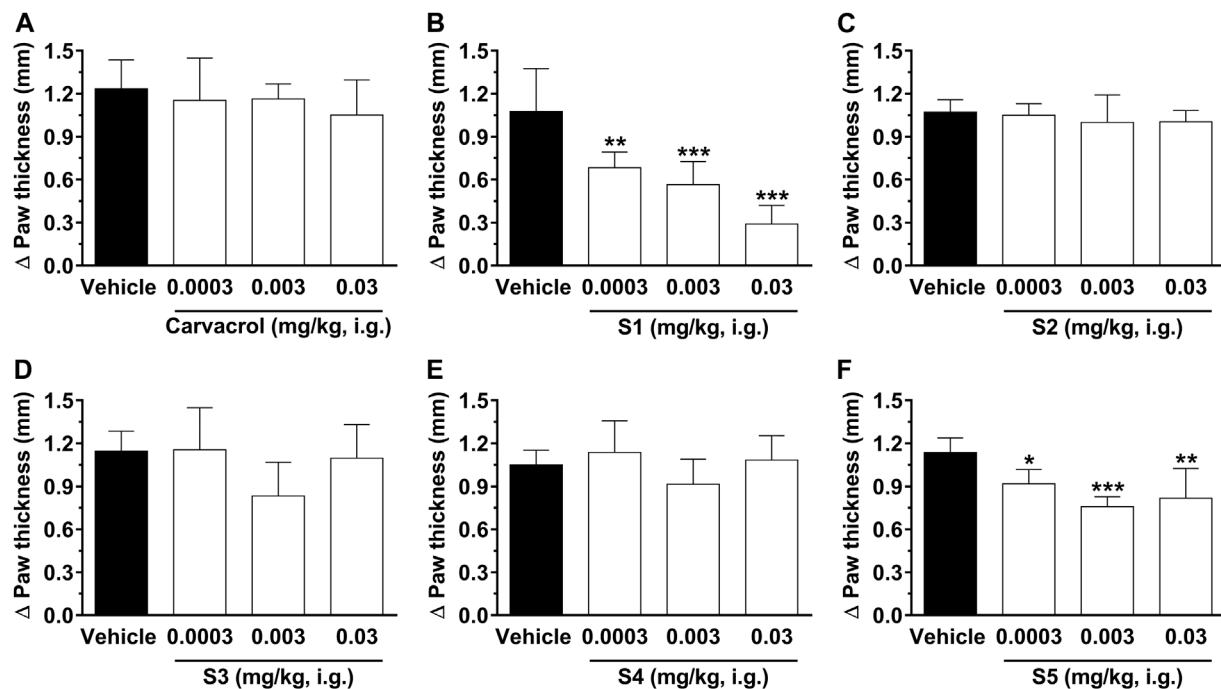 A
Δ Paw thickness (mm)
1.5
1.2
0.9
0.6
0.3
0.0
Vehicle 0.0003 0.003 0.03
Carvacrol (mg/kg, i.g.)
B
Δ Paw thickness (mm)
1.5
1.2
0.9
0.6
0.3
0.0
**
***
***
Vehicle 0.0003 0.003 0.03
S1 (mg/kg, i.g.)
C
Δ Paw thickness (mm)
1.5
1.2
0.9
0.6
0.3
0.0
Vehicle 0.0003 0.003 0.03
S2 (mg/kg, i.g.)
D
Δ Paw thickness (mm)
1.5
1.2
0.9
0.6
0.3
0.0
Vehicle 0.0003 0.003 0.03
S3 (mg/kg, i.g.)
E
Δ Paw thickness (mm)
1.5
1.2
0.9
0.6
0.3
0.0
Vehicle 0.0003 0.003 0.03
S4 (mg/kg, i.g.)
F
Δ Paw thickness (mm)
1.5
1.2
0.9
0.6
0.3
0.0
*
***
**
Vehicle 0.0003 0.003 0.03
S5 (mg/kg, i.g.)